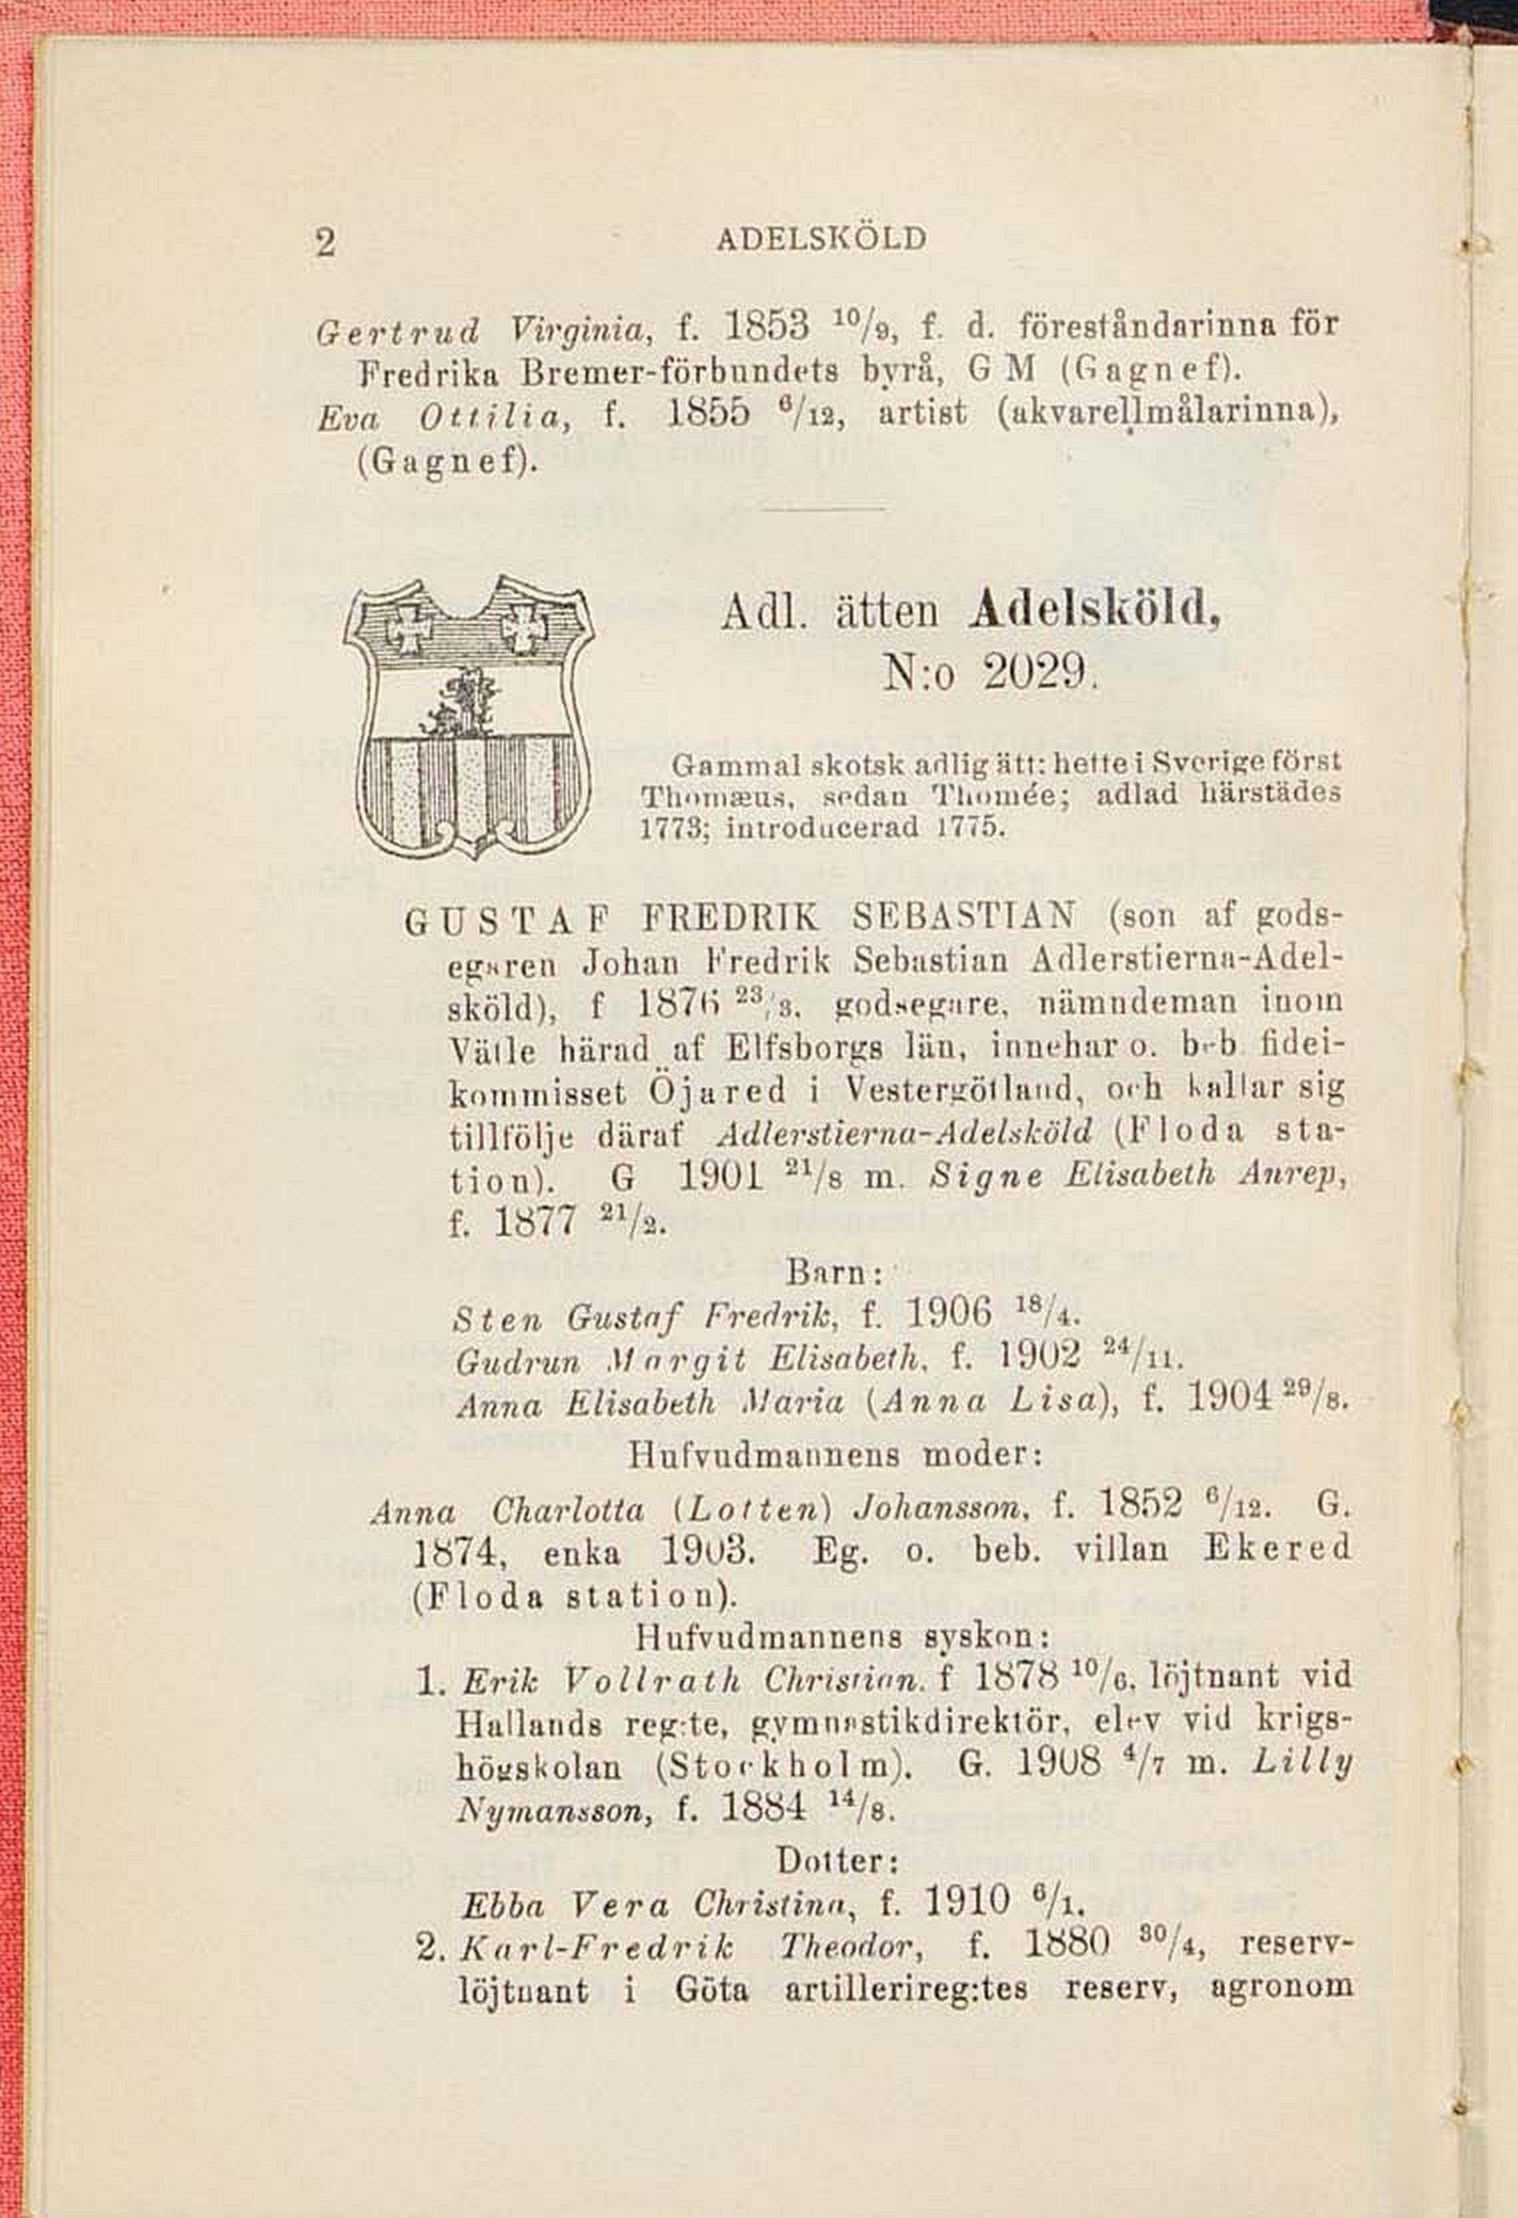 2 ADELSKÖLD
Gertrud Virginia, f. 1853 10/9, f. d. föreståndarinna för
Fredrika Bremer-förbundets byrå, G M (Gagnef).
Eva Ottilia, f. 1855 6/12, artist (akvarellmålarinna),
(Gagnef).
Adl. ätten Adelsköld,
N:o 2029.
Gammal skotsk adlig ätt: hette i Sverige först
Thomæus, sedan Thomée; adlad härstädes
1773; introducerad 1775.
GUSTAF FREDRIK SEBASTIAN (son af gods-
egaren Johan Fredrik Sebastian Adlerstierna-Adel-
sköld), f 1876 23/3, godsegare, nämndeman inom
Vätle härad af Elfsborgs län, innehar o. beb fidei-
kommisset Öjared i Vestergötland, och kallar sig
tillfölje däraf Adlerstierna-Adelsköld (Floda sta-
tion). G 1901 21/8 m. Signe Elisabeth Anrep,
f. 1877 21/2.
Barn:
Sten Gustaf Fredrik, f. 1906 18/4.
Gudrun Margit Elisabeth, f. 1902 24/11.
Anna Elisabeth Maria (Anna Lisa), f. 1904 29/8.
Hufvudmannens moder:
Anna Charlotta (Lotten) Johansson, f. 1852 6/12. G.
1874, enka 1903. Eg. o. beb. villan Ekered
(Floda station).
Hufvudmannens syskon:
1. Erik Vollrath Christian, f 1878 10/6, löjtnant vid
Hallands reg:te, gymnastikdirektör, elev vid krigs-
högskolan (Stockholm). G. 1908 4/7 m. Lilly
Nymansson, f. 1884 14/8.
Dotter:
Ebba Vera Christina, f. 1910 6/1.
2. Karl-Fredrik Theodor, f. 1880 30/4, reserv-
löjtnant i Göta artillerireg:tes reserv, agronom